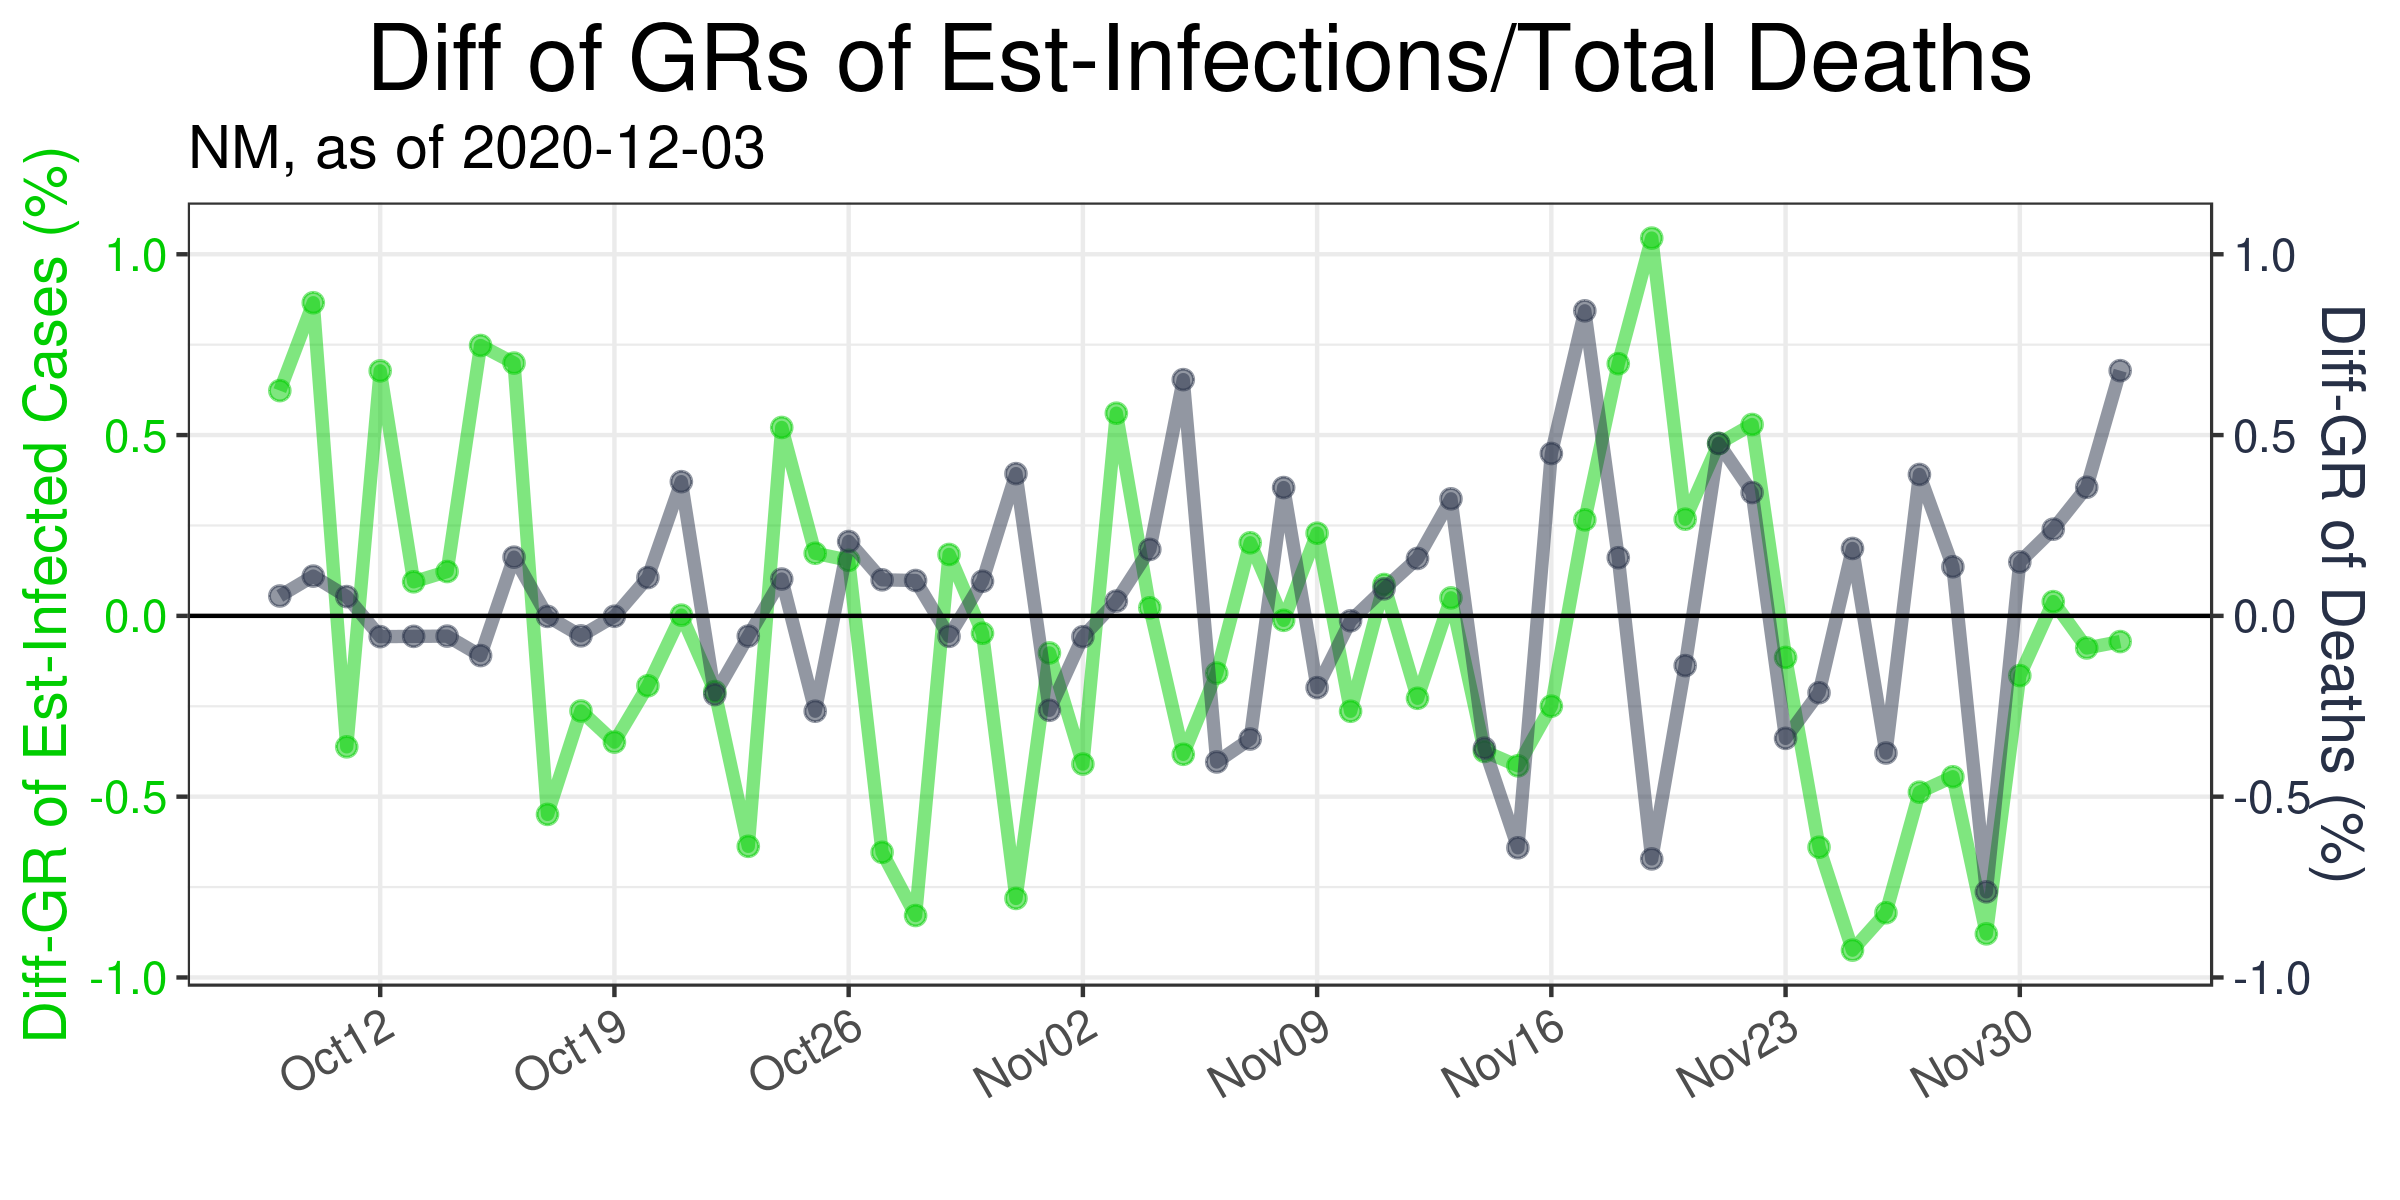 Diff of GRs of Est-Infections/Total Deaths
NM, as of 2020-12-03
Diff-GR of Est-Infected Cases (%)
1.0
0.5
0.0
-0.5
-1.0
1.0
0.5
0.0
-0.5
-1.0
Diff-GR of Deaths (%)
Oct12
Oct19
Oct26
Nov02
Nov09
Nov16
Nov23
Nov30